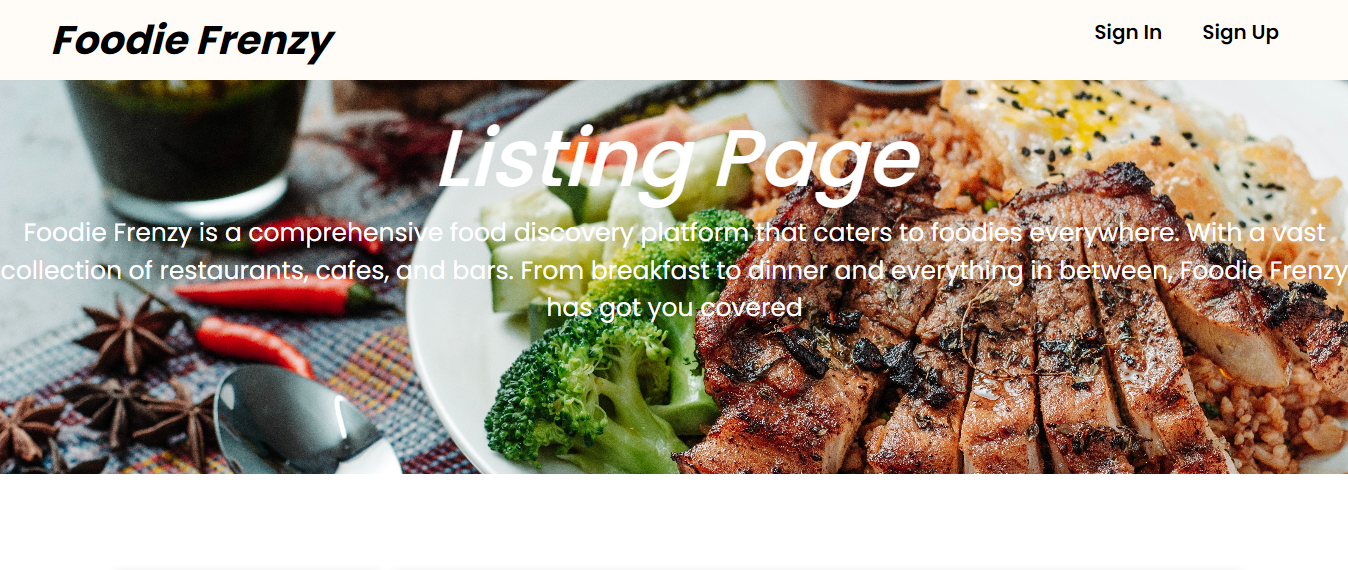 Foodie Frenzy
Sign In
Sign Up
Listing Page
Foodie Frenzy is a comprehensive food discovery platform that caters to foodies everywhere. With a vast
collection of restaurants, cafes, and bars. From breakfast to dinner and everything in between, Foodie Frenzy
has got you covered